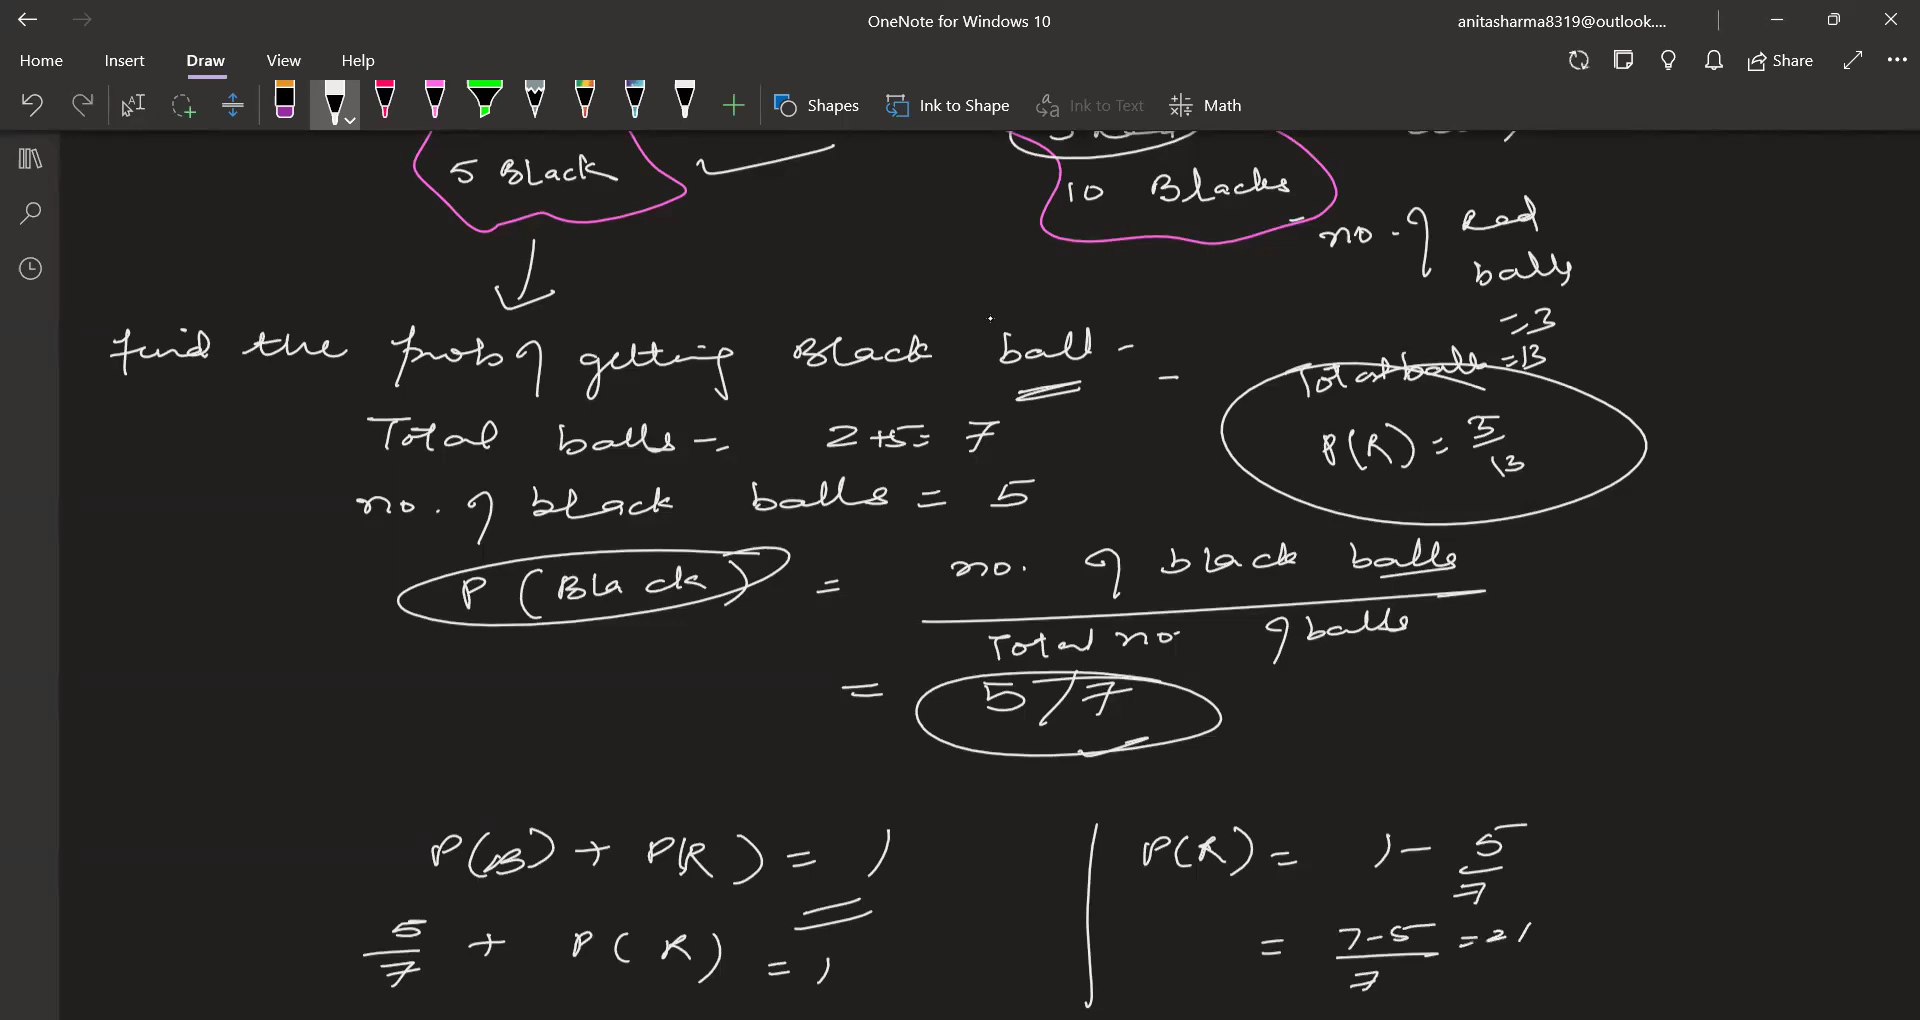 OneNote for Windows 10
anitasharma8319@outlook....
Home Insert Draw View Help
Share
Shapes Ink to Shape Ink to Text Math
5 Black
10 Blacks
no. of Red
balls
= 3
Total balls = 13
P(R) = 3/13
find the prob of getting Black ball -
Total balls = 2+5 = 7
no. of black balls = 5
P (Black) = no. of black balls
Total no. of balls
= 5/7
P(B) + P(R) = 1
5/7 + P(R) = 1
P(R) = 1 - 5/7
= 7-5/7 = 2/